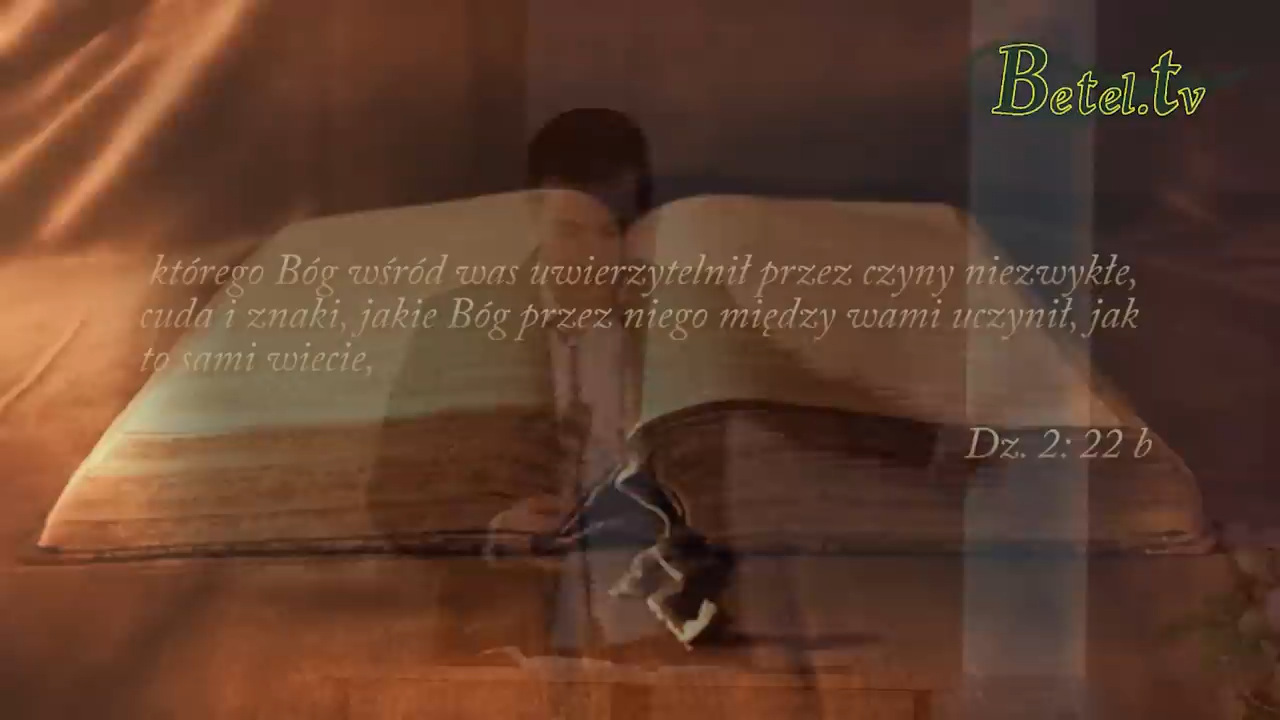 Betel.tv
którego Bóg wśród was uwierzytelnił przez czyny niezwykłe,
cuda i znaki, jakie Bóg przez niego między wami uczynił, jak
to sami wiecie,
Dz. 2: 22 b